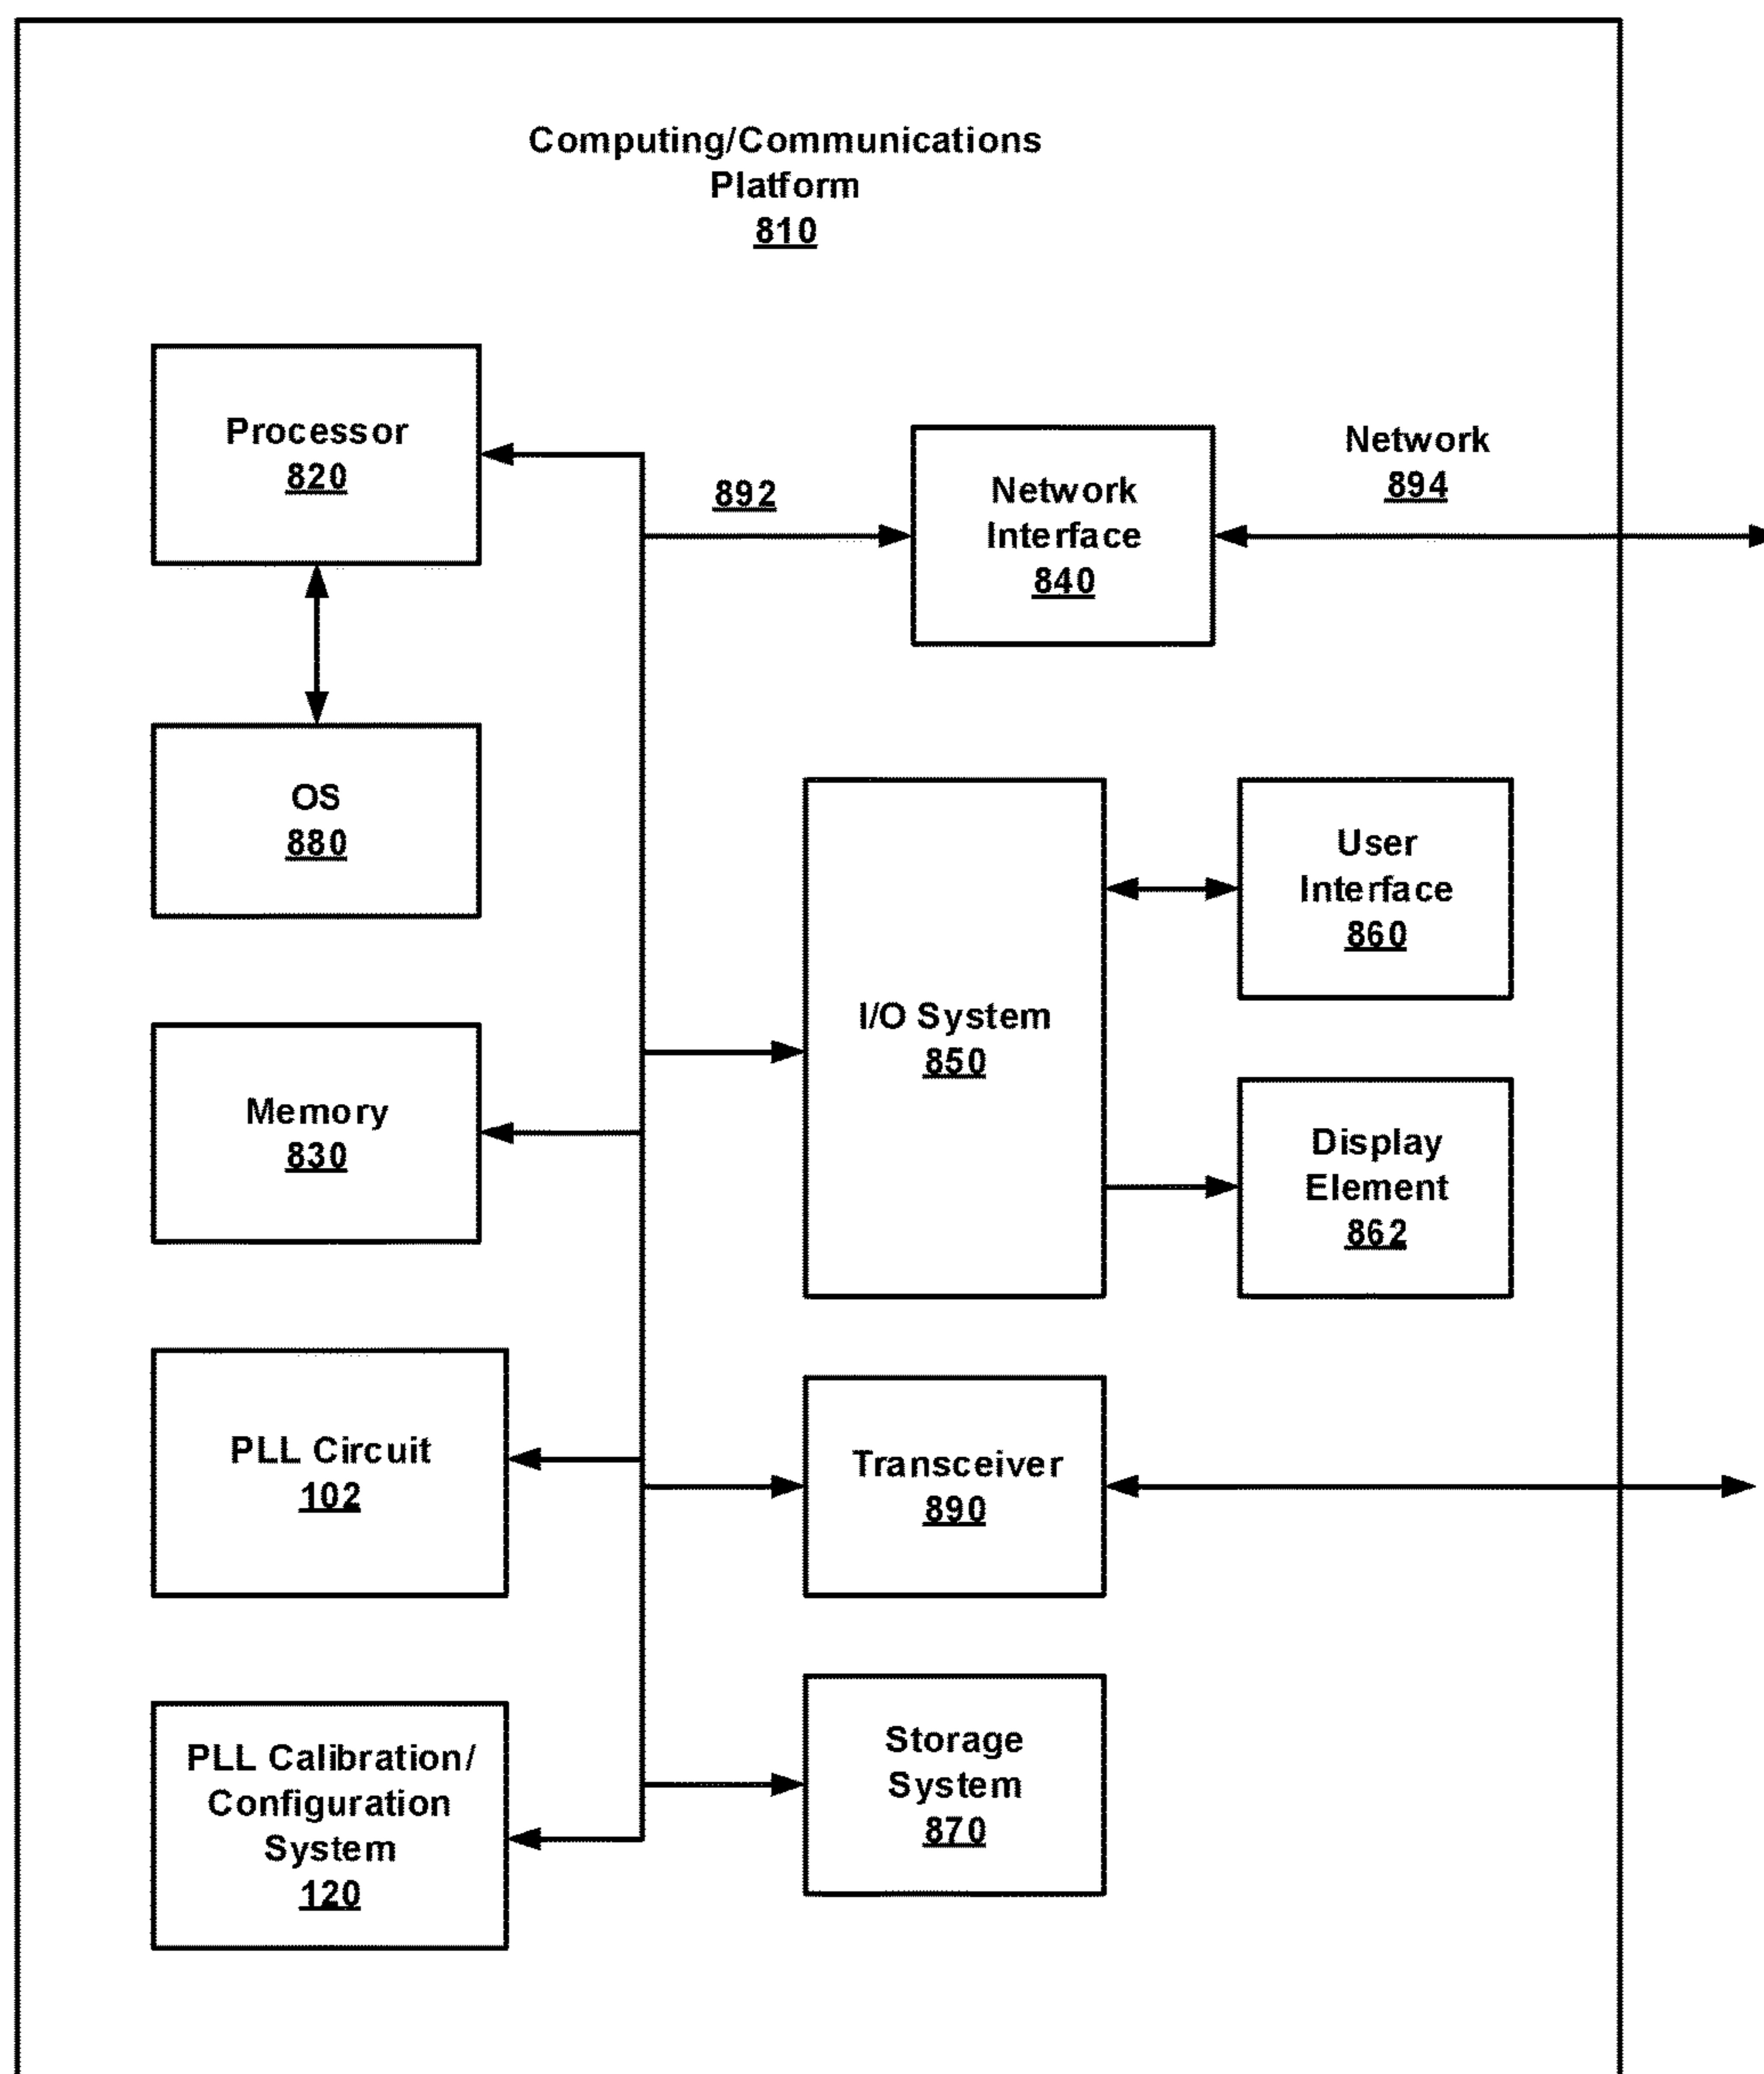 Computing/Communications
Platform
810
Processor
820
892
Network
Interface
840
Network
894
OS
880
I/O System
850
User
Interface
860
Memory
830
Display
Element
862
PLL Circuit
102
Transceiver
890
PLL Calibration/
Configuration
System
120
Storage
System
870